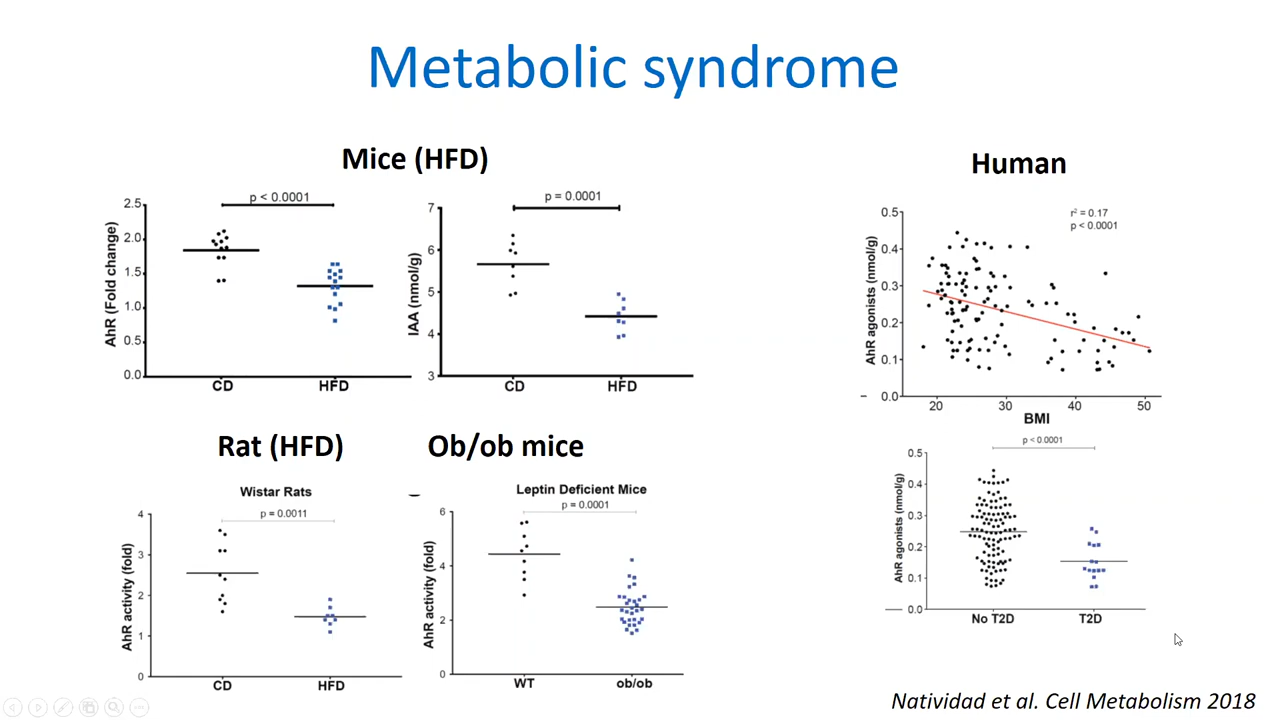 Metabolic syndrome
Mice (HFD)
p < 0.0001
AhR (Fold change)
2.5
2.0
1.5
1.0
0.5
0.0
CD
HFD
p = 0.0001
IAA (nmol/g)
7
6
5
4
3
CD
HFD
Human
r² = 0.17
p < 0.0001
AhR agonists (nmol/g)
0.5
0.4
0.3
0.2
0.1
0.0
20
30
40
50
BMI
Rat (HFD)
Wistar Rats
p = 0.0011
AhR activity (fold)
4
3
2
1
0
CD
HFD
Ob/ob mice
Leptin Deficient Mice
p = 0.0001
AhR activity (fold)
6
4
2
0
WT
ob/ob
p < 0.0001
AhR agonists (nmol/g)
0.5
0.4
0.3
0.2
0.1
0.0
No T2D
T2D
Natividad et al. Cell Metabolism 2018